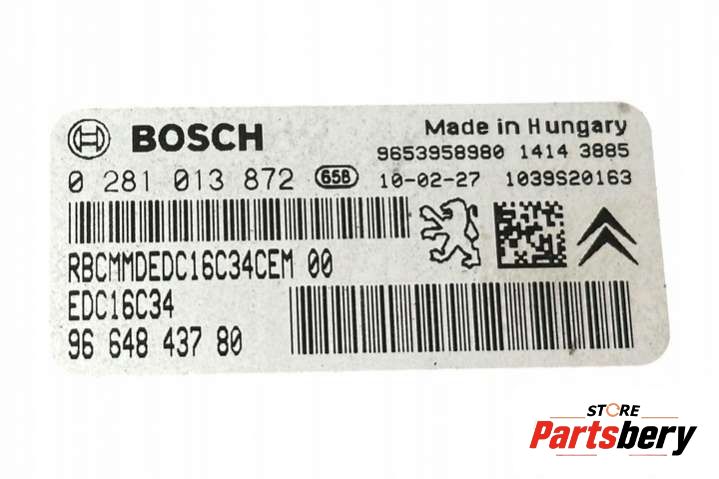 BOSCH
Made in Hungary
9653958980 1414 3885
0 281 013 872 658 10-02-27 1039S20163
RBCMMDEDC16C34CEM 00
EDC16C34
96 648 437 80
STORE
Partsbery